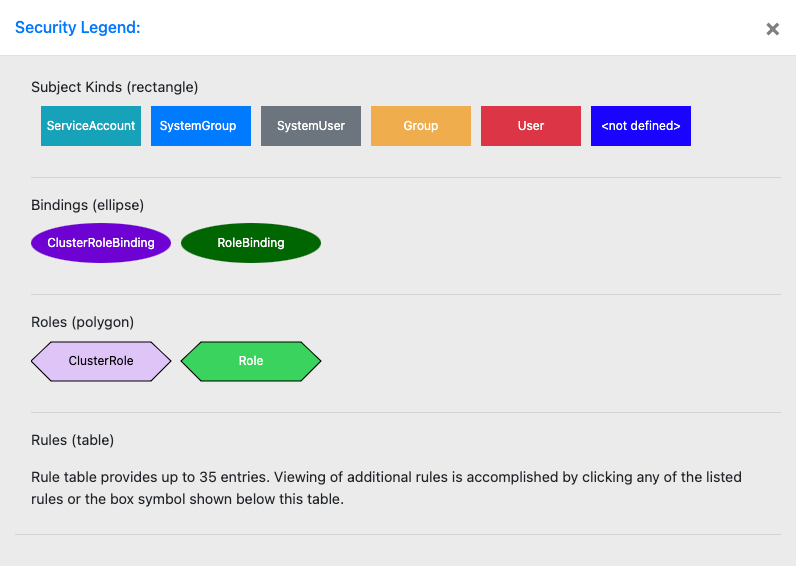 Security Legend:
Subject Kinds (rectangle)
ServiceAccount SystemGroup SystemUser Group User <not defined>
Bindings (ellipse)
ClusterRoleBinding RoleBinding
Roles (polygon)
ClusterRole Role
Rules (table)
Rule table provides up to 35 entries. Viewing of additional rules is accomplished by clicking any of the listed
rules or the box symbol shown below this table.